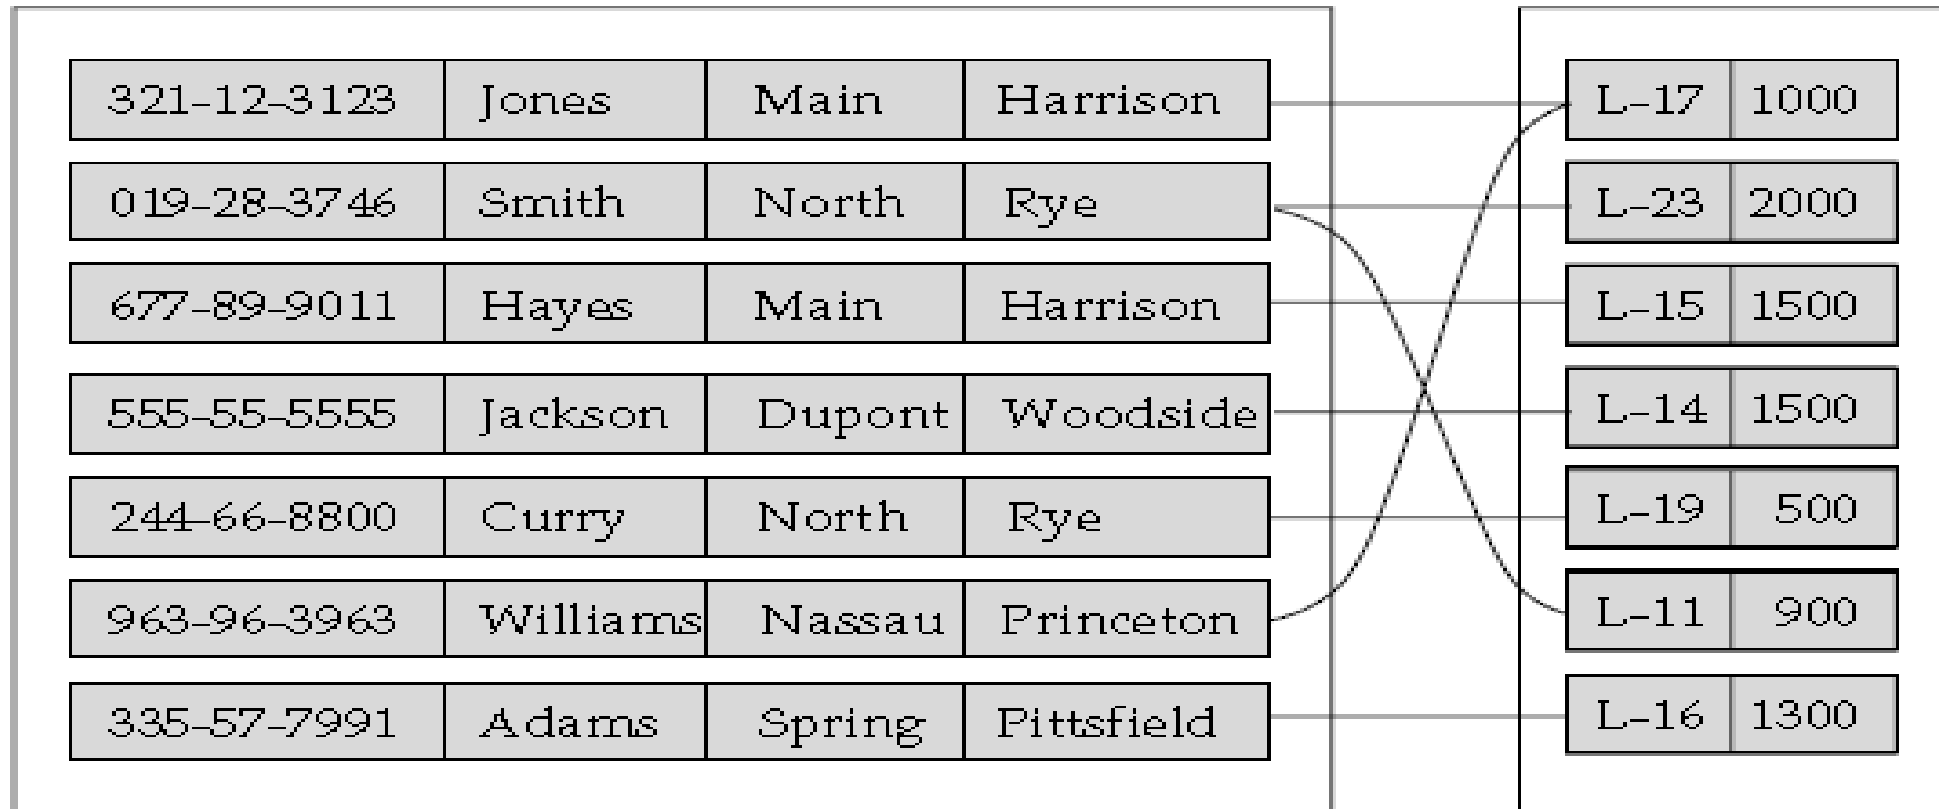 321-12-3123 Jones Main Harrison L-17 1000
019-28-3746 Smith North Rye L-23 2000
677-89-9011 Hayes Main Harrison L-15 1500
555-55-5555 Jackson Dupont Woodside L-14 1500
244-66-8800 Curry North Rye L-19 500
963-96-3963 Williams Nassau Princeton L-11 900
335-57-7991 Adams Spring Pittsfield L-16 1300